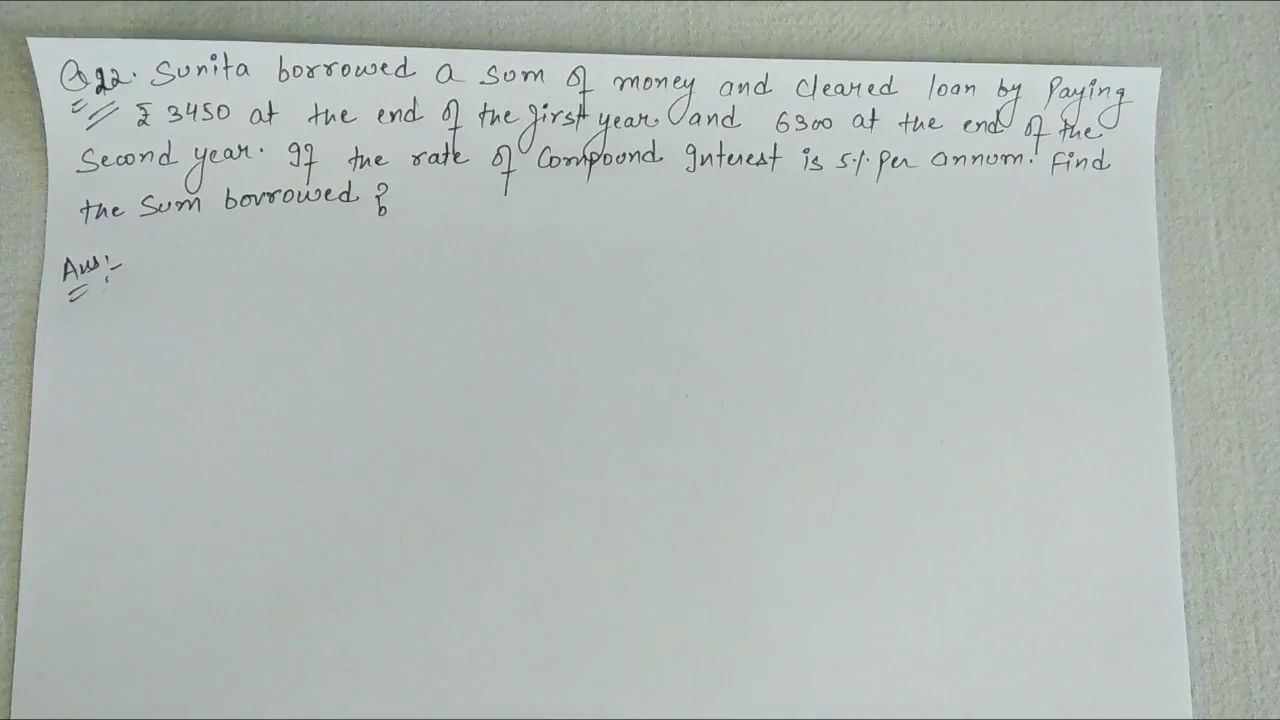 Q22. Sunita borrowed a sum of money and cleared loan by Paying
₹ 3450 at the end of the first year and 6300 at the end of the
Second year. If the rate of Compound Interest is 5% per annum. Find
the Sum borrowed ?
Ans:-